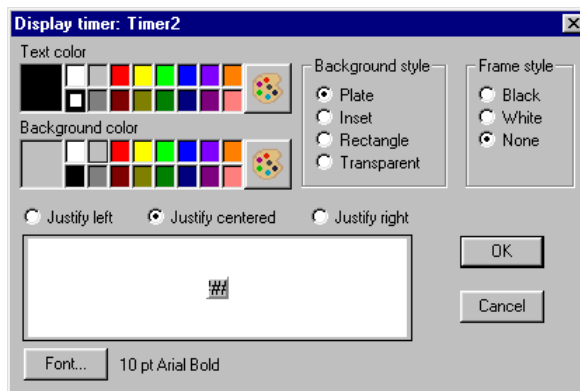 Display timer: Timer2
Text color
Background style
Plate
Inset
Rectangle
Transparent
Frame style
Black
White
None
Background color
Justify left
Justify centered
Justify right
##
OK
Cancel
Font...
10 pt Arial Bold